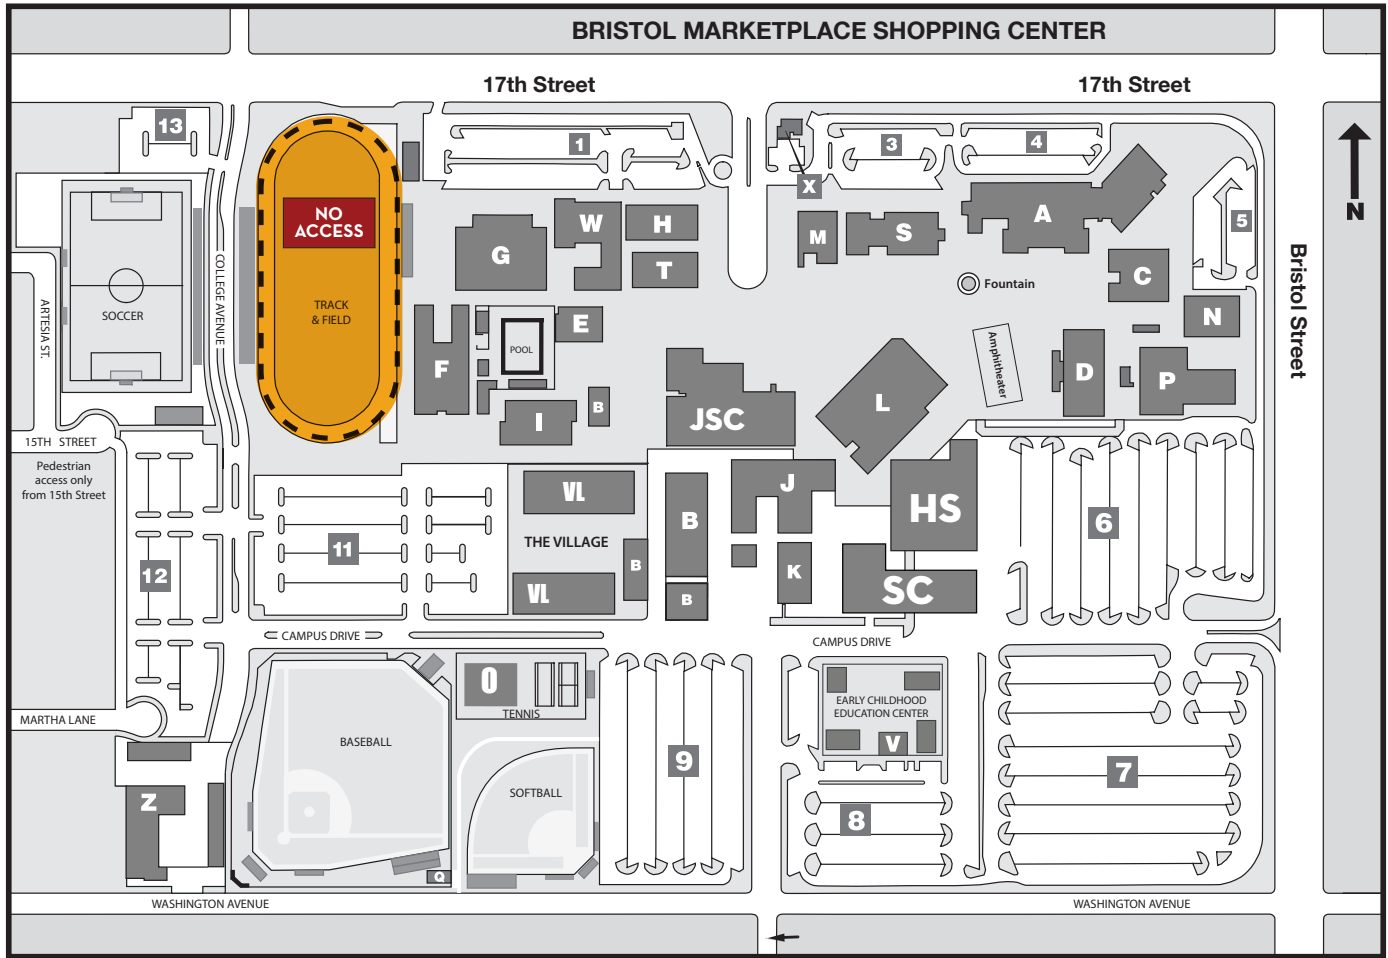 BRISTOL MARKETPLACE SHOPPING CENTER
17th Street
17th Street
13
1
3
4
X
5
N
NO
ACCESS
TRACK
& FIELD
W
H
G
T
M
S
A
C
Fountain
COLLEGE AVENUE
ARTESIA ST.
SOCCER
Bristol Street
N
E
POOL
F
Amphitheater
D
P
L
B
I
JSC
15TH STREET
Pedestrian
access only
from 15th Street
VL
J
HS
B
6
THE VILLAGE
11
12
B
K
VL
B
SC
CAMPUS DRIVE
CAMPUS DRIVE
O
TENNIS
EARLY CHILDHOOD
EDUCATION CENTER
MARTHA LANE
BASEBALL
V
9
7
SOFTBALL
Z
8
Q
WASHINGTON AVENUE
WASHINGTON AVENUE